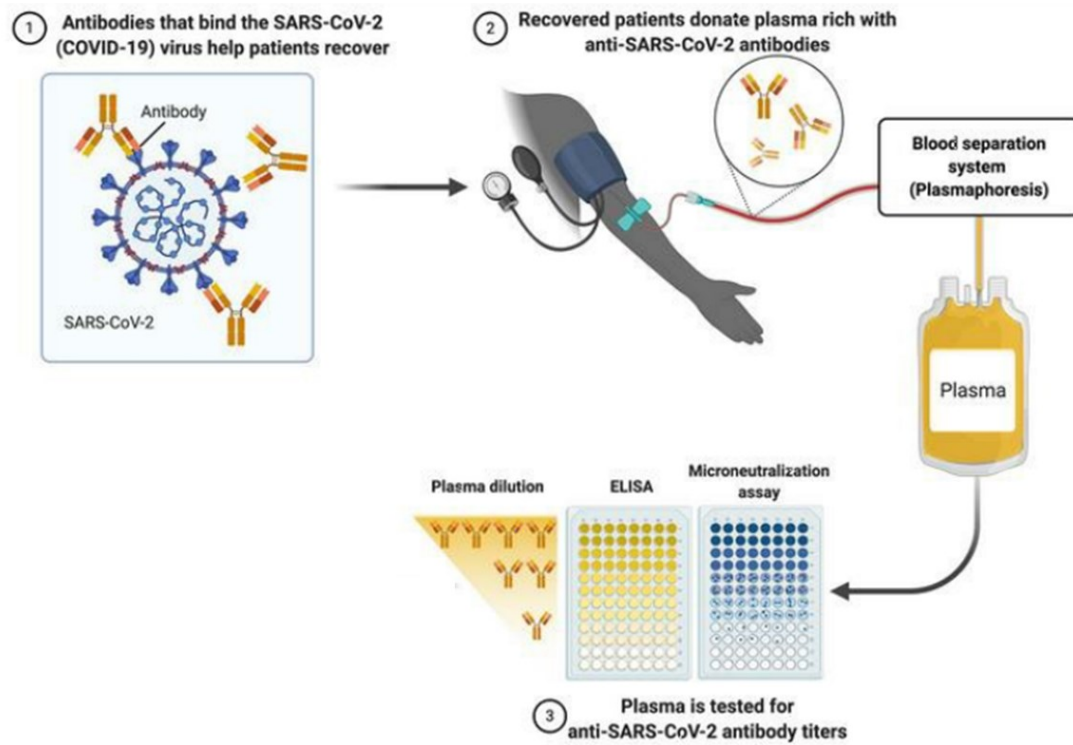 1
Antibodies that bind the SARS-CoV-2
(COVID-19) virus help patients recover
Antibody
SARS-CoV-2
2
Recovered patients donate plasma rich with
anti-SARS-CoV-2 antibodies
Blood separation
system
(Plasmaphoresis)
Plasma
Plasma dilution
ELISA
Microneutralization
assay
3
Plasma is tested for
anti-SARS-CoV-2 antibody titers